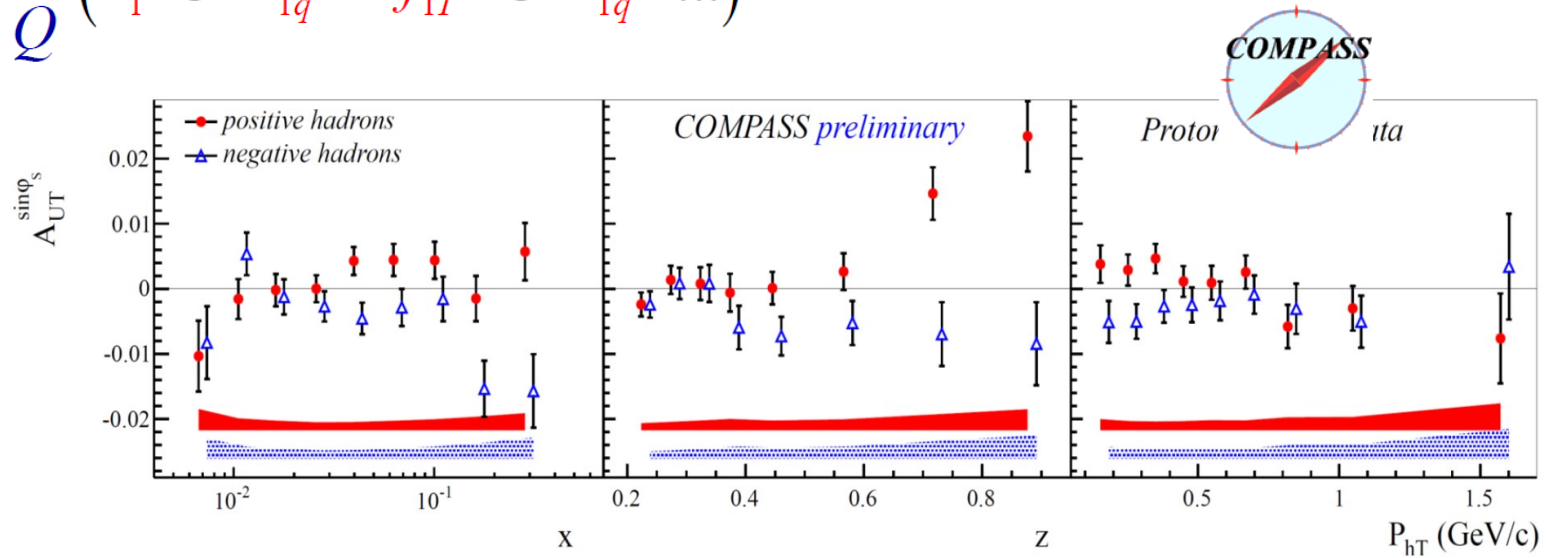 Q
COMPASS
positive hadrons
negative hadrons
COMPASS preliminary
A_UT^sinφ_s
0.02
0.01
0
-0.01
-0.02
10^-2 10^-1
0.2 0.4 0.6 0.8
0.5 1 1.5
x
z
P_hT (GeV/c)